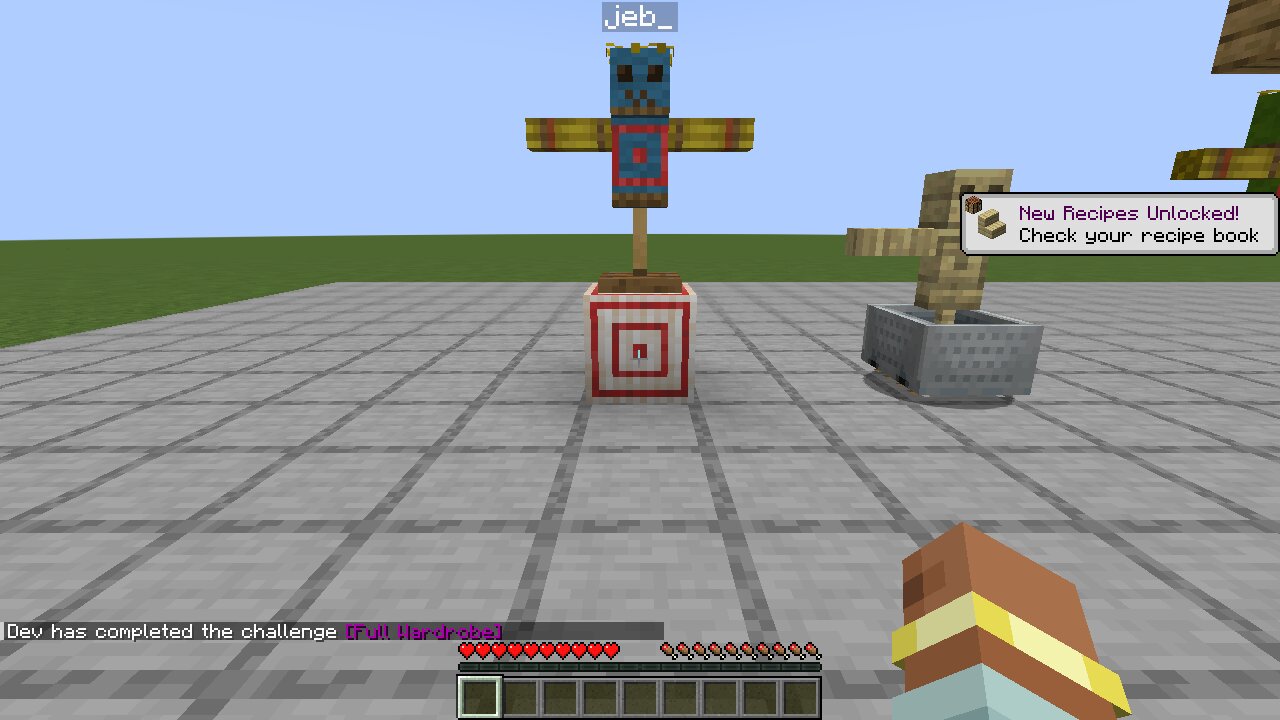 jeb_
New Recipes Unlocked!
Check your recipe book
Dev has completed the challenge [Full Wardrobe]